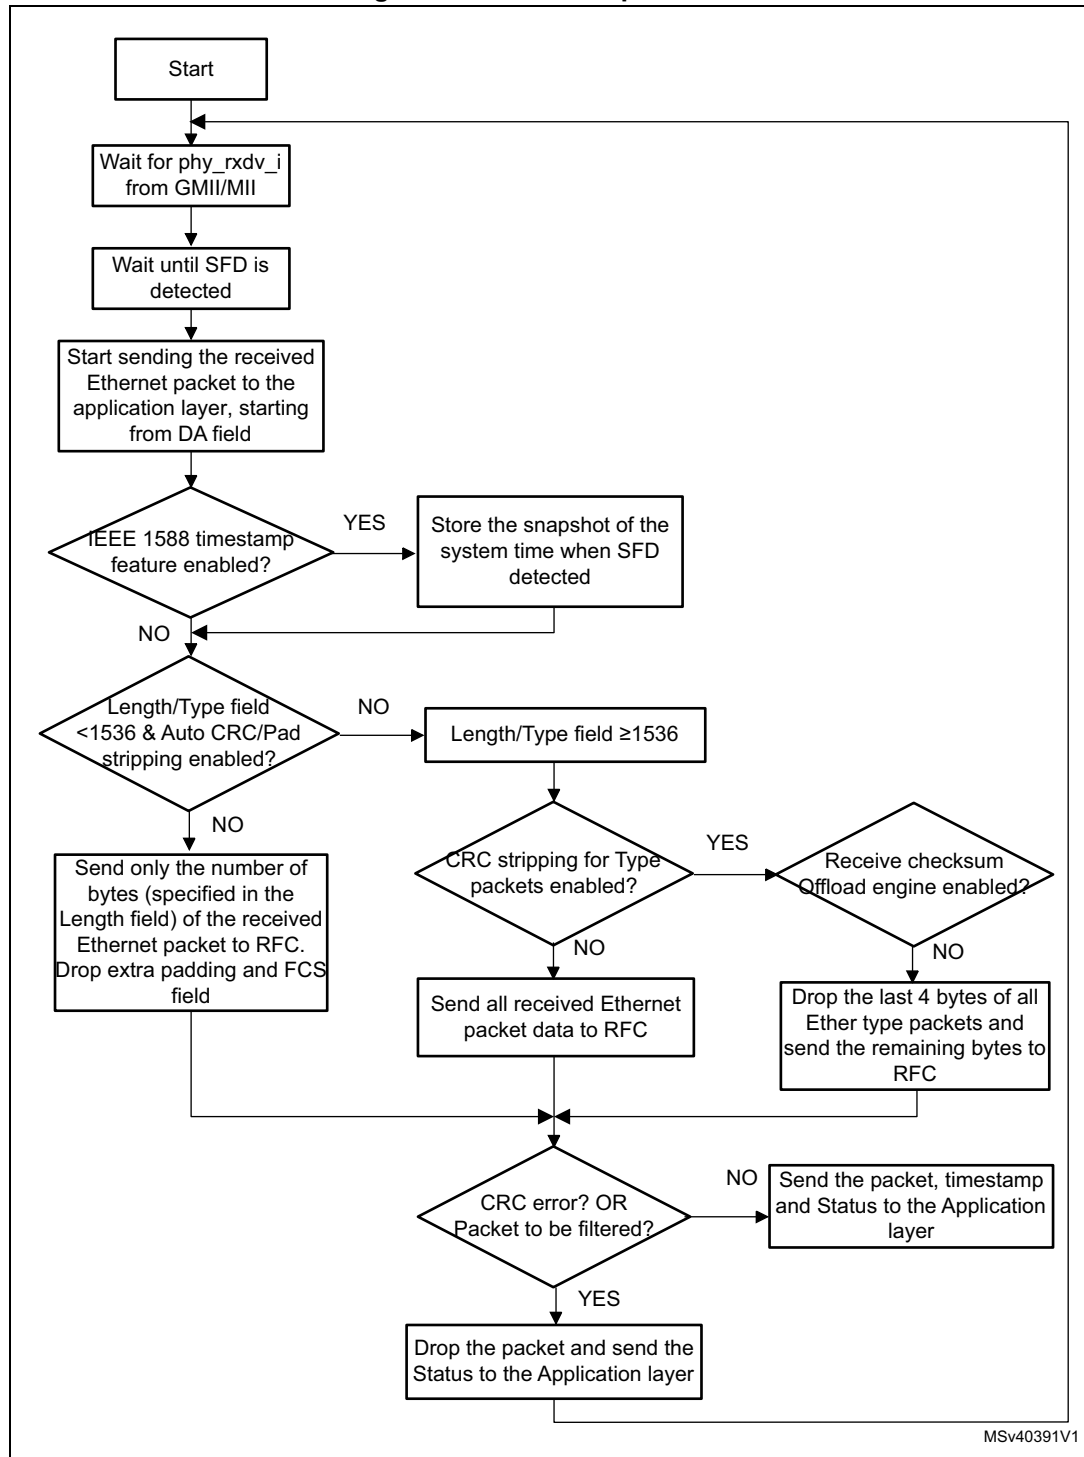 Start
Wait for phy_rxdv_i
from GMII/MII
Wait until SFD is
detected
Start sending the received
Ethernet packet to the
application layer, starting
from DA field
IEEE 1588 timestamp
feature enabled?
YES
Store the snapshot of the
system time when SFD
detected
NO
Length/Type field
<1536 & Auto CRC/Pad
stripping enabled?
NO
Length/Type field ≥1536
NO
Send only the number of
bytes (specified in the
Length field) of the received
Ethernet packet to RFC.
Drop extra padding and FCS
field
CRC stripping for Type
packets enabled?
YES
Receive checksum
Offload engine enabled?
NO
Send all received Ethernet
packet data to RFC
NO
Drop the last 4 bytes of all
Ether type packets and
send the remaining bytes to
RFC
CRC error? OR
Packet to be filtered?
NO
Send the packet, timestamp
and Status to the Application
layer
YES
Drop the packet and send the
Status to the Application layer
MSv40391V1